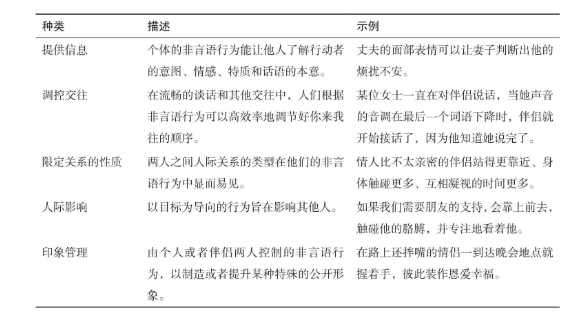 种类 描述 示例
提供信息 个体的非言语行为能让他人了解行动者 丈夫的面部表情可以让妻子判断出他的
的意图、情感、特质和话语的本意。 烦扰不安。
调控交往 在流畅的谈话和其他交往中，人们根据 某位女士一直在对伴侣说话，当她声音
非言语行为可以高效率地调节好你来我 的音调在最后一个词语下降时，伴侣就
往的顺序。 开始接话了，因为他知道她说完了。
限定关系的性质 两人之间人际关系的类型在他们的非言 情人比不太亲密的伴侣站得更靠近、身
语行为中显而易见。 体触碰更多、互相凝视的时间更多。
人际影响 以目标为导向的行为旨在影响其他人。 如果我们需要朋友的支持，会靠上前去，
触碰他的胳膊，并专注地看着他。
印象管理 由个人或者伴侣两人控制的非言语行 在路上还拌嘴的情侣一到达晚会地点就
为，以制造或者提升某种特殊的公开形 握着手，彼此装作恩爱幸福。
象。